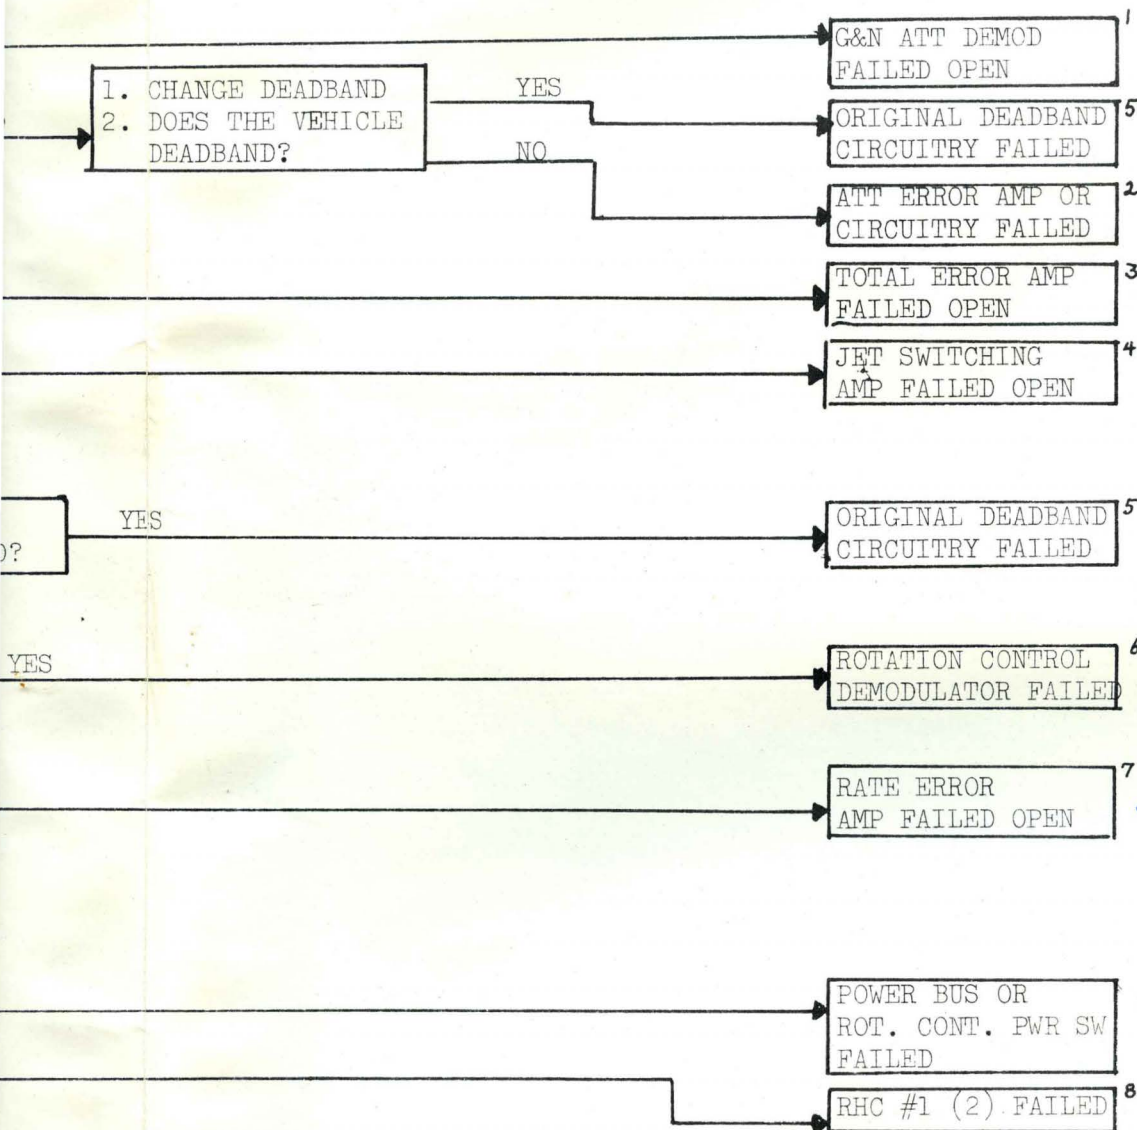 1
G&N ATT DEMOD
FAILED OPEN
1. CHANGE DEADBAND
2. DOES THE VEHICLE
DEADBAND?
YES
NO
5
ORIGINAL DEADBAND
CIRCUITRY FAILED
2
ATT ERROR AMP OR
CIRCUITRY FAILED
3
TOTAL ERROR AMP
FAILED OPEN
4
JET SWITCHING
AMP FAILED OPEN
?
YES
5
ORIGINAL DEADBAND
CIRCUITRY FAILED
YES
6
ROTATION CONTROL
DEMODULATOR FAILED
7
RATE ERROR
AMP FAILED OPEN
POWER BUS OR
ROT. CONT. PWR SW
FAILED
8
RHC #1 (2) FAILED